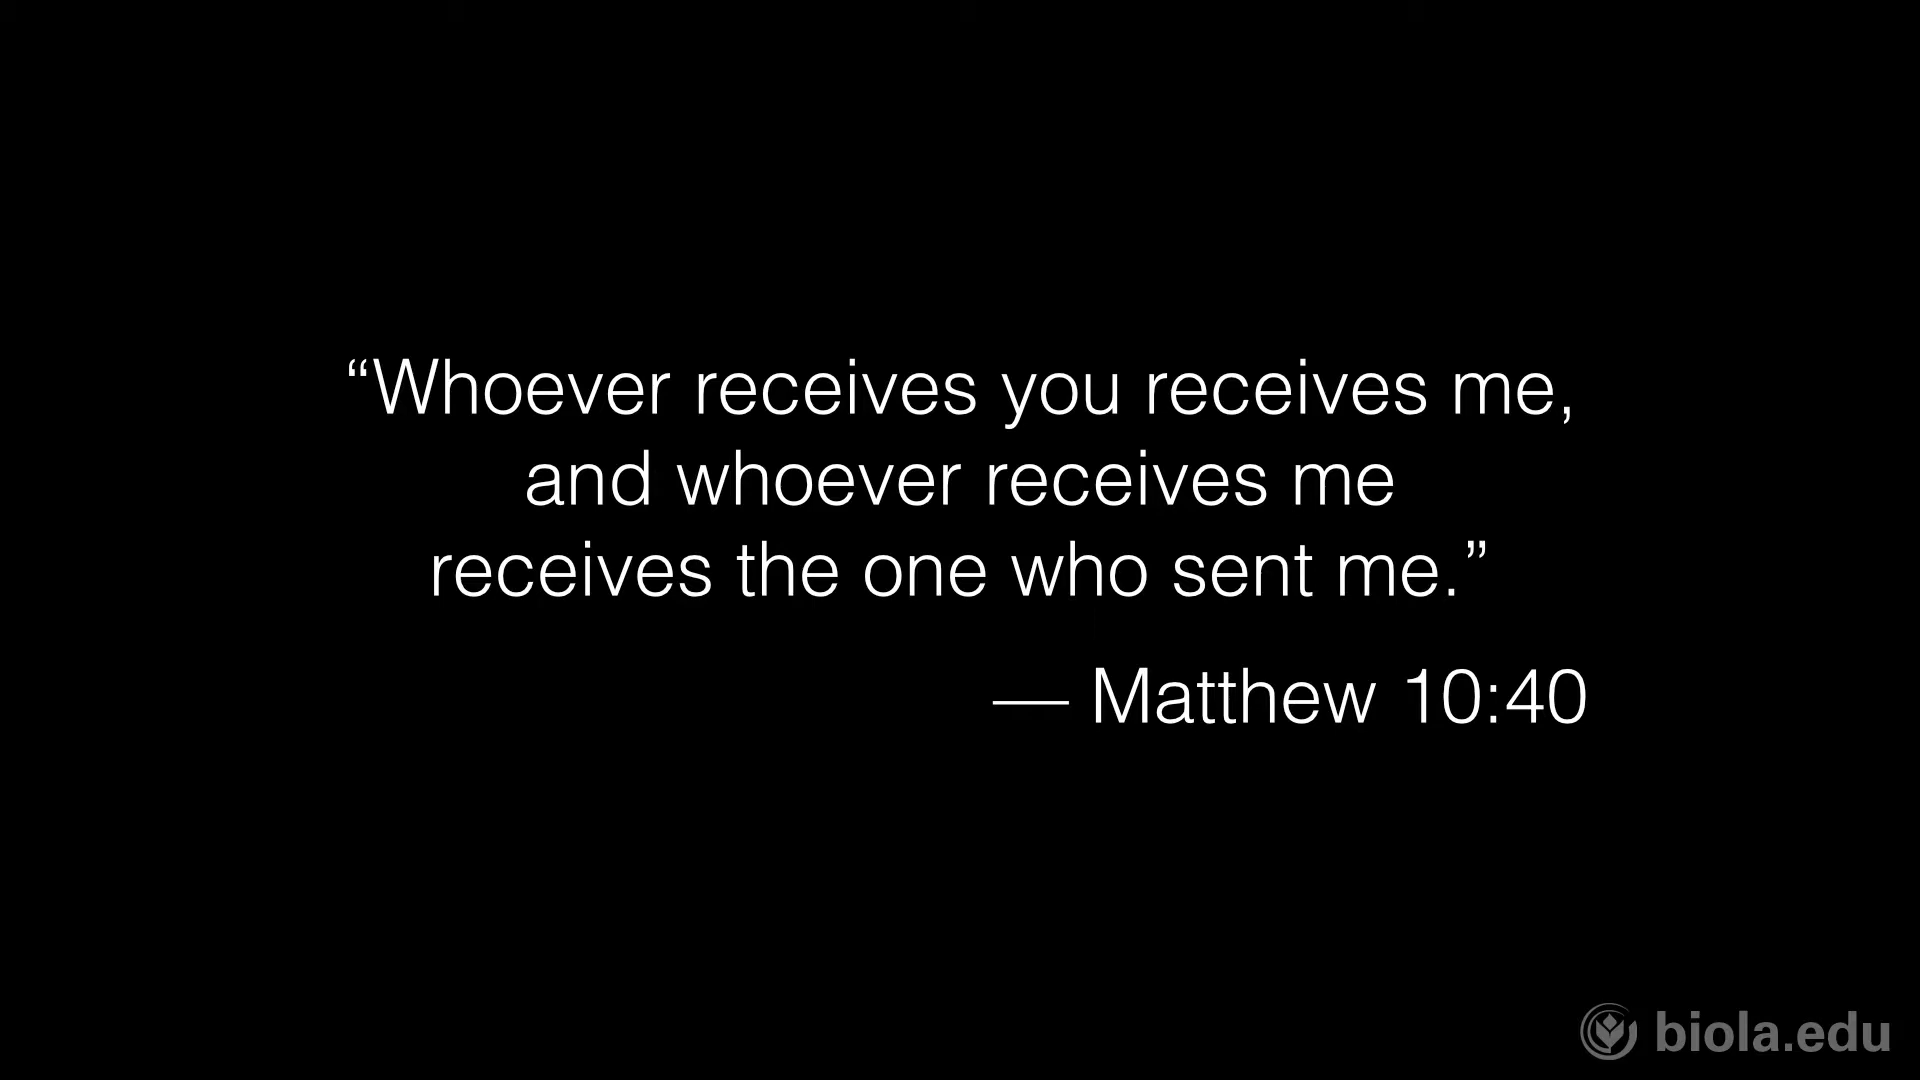 “Whoever receives you receives me,
and whoever receives me
receives the one who sent me.”
— Matthew 10:40
biola.edu